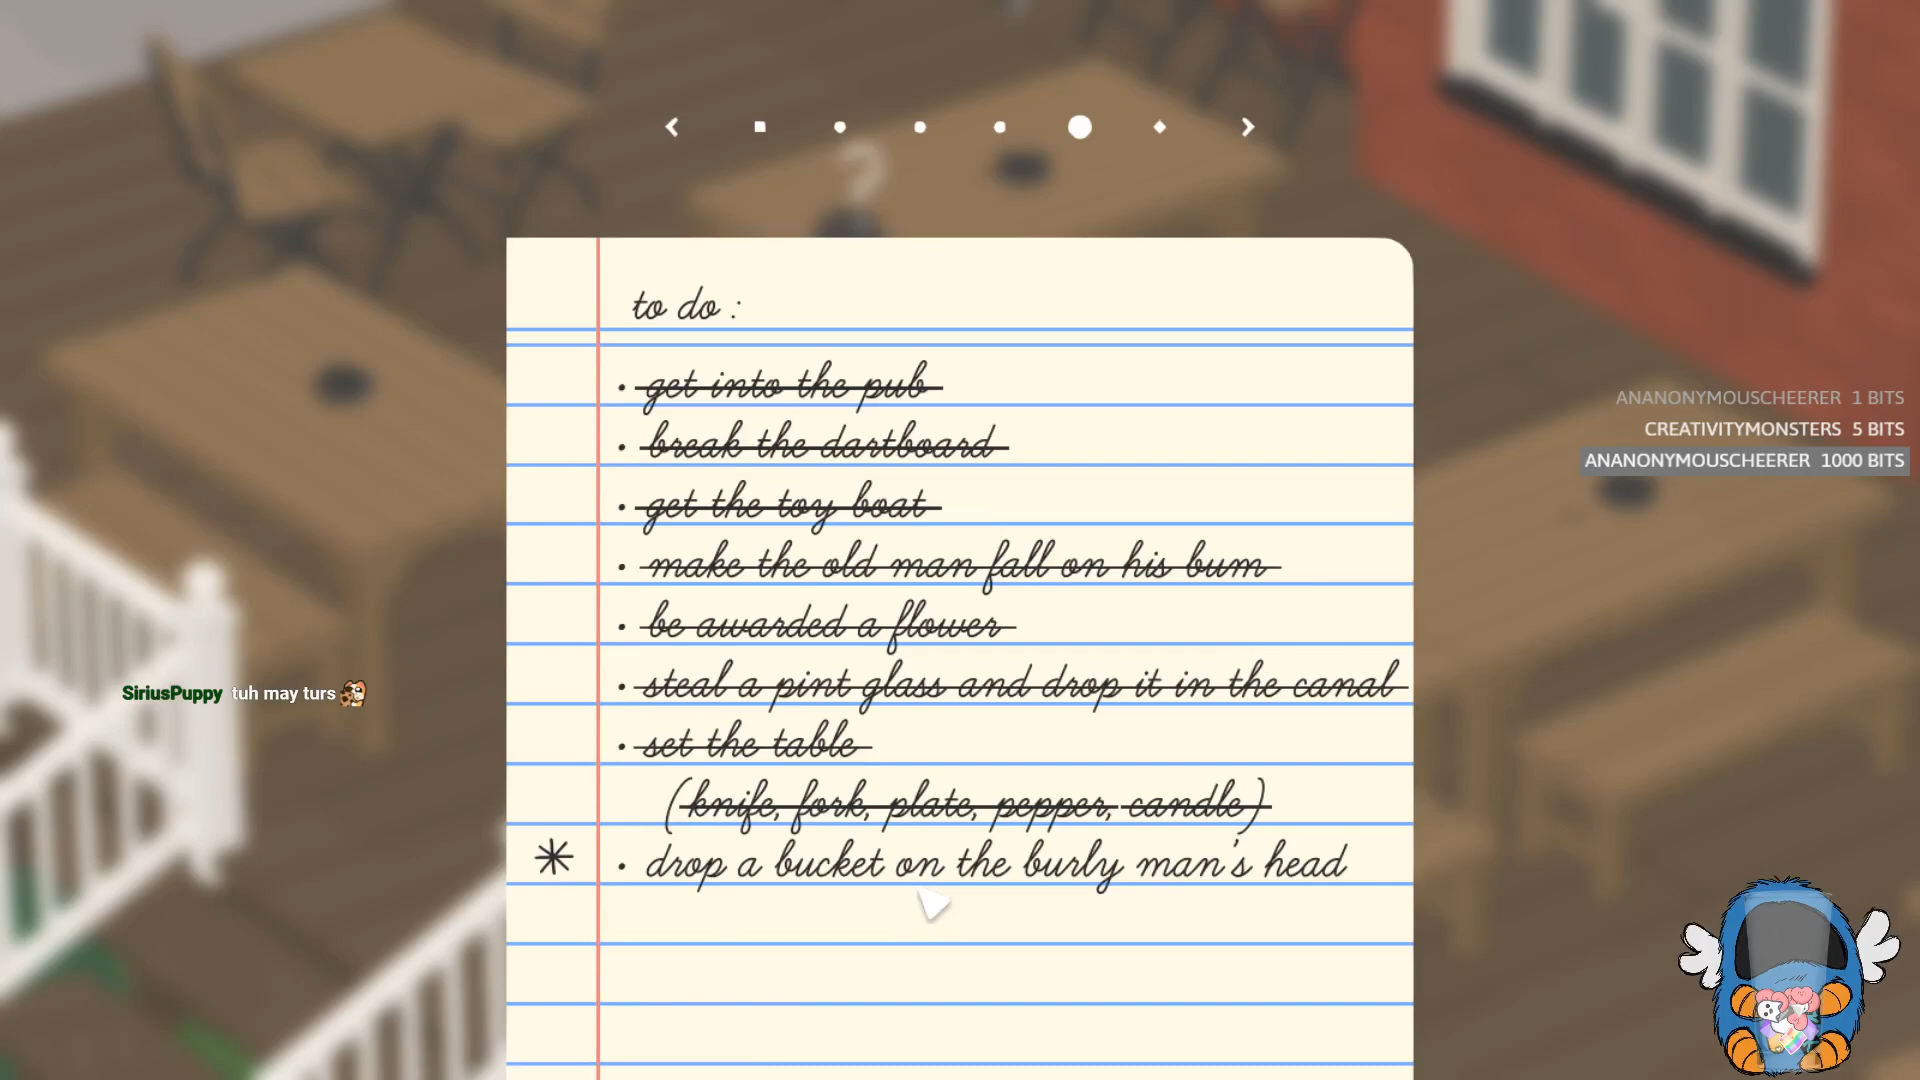 to do :
• get into the pub
• break the dartboard
• get the toy boat
• make the old man fall on his bum
• be awarded a flower
• steal a pint glass and drop it in the canal
• set the table
(knife, fork, plate, pepper, candle)
• drop a bucket on the burly man's head
ANANONYMOUSCHEERER 1 BITS
CREATIVITYMONSTERS 5 BITS
ANANONYMOUSCHEERER 1000 BITS
SiriusPuppy tuh may turs